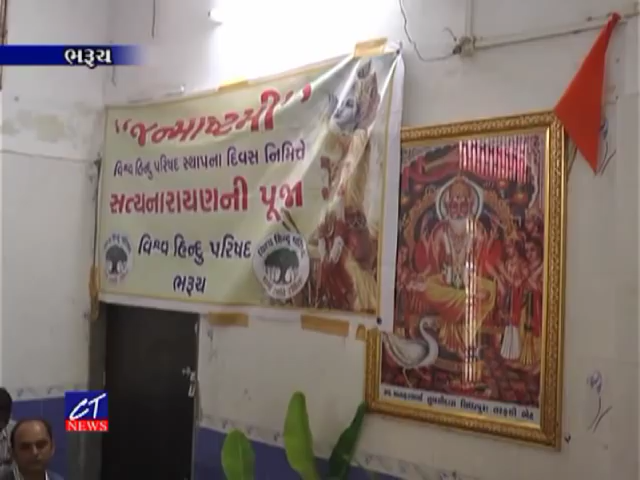 ભરૂચ
"જન્માષ્ટમી"
વિશ્વ હિન્દુ પરિષદ સ્થાપના દિવસ નિમિત્તે
સત્યનારાયણની પૂજા
વિશ્વ હિન્દુ પરિષદ
ભરૂચ
CT
NEWS